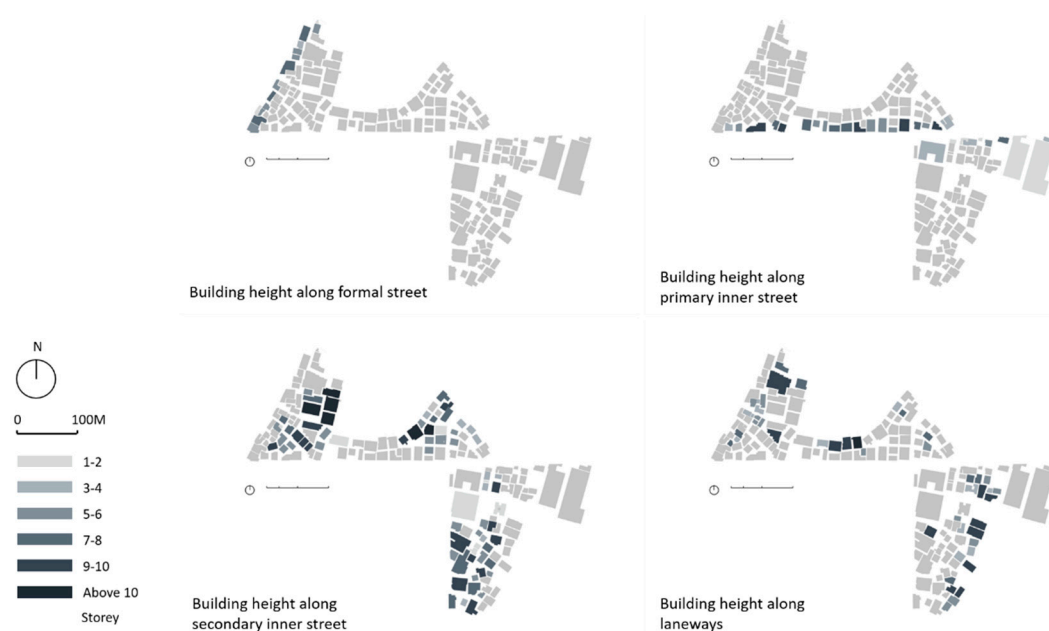 Building height along formal street
Building height along
primary inner street
N
0 100M
1-2
3-4
5-6
7-8
9-10
Above 10
Storey
Building height along
secondary inner street
Building height along
laneways